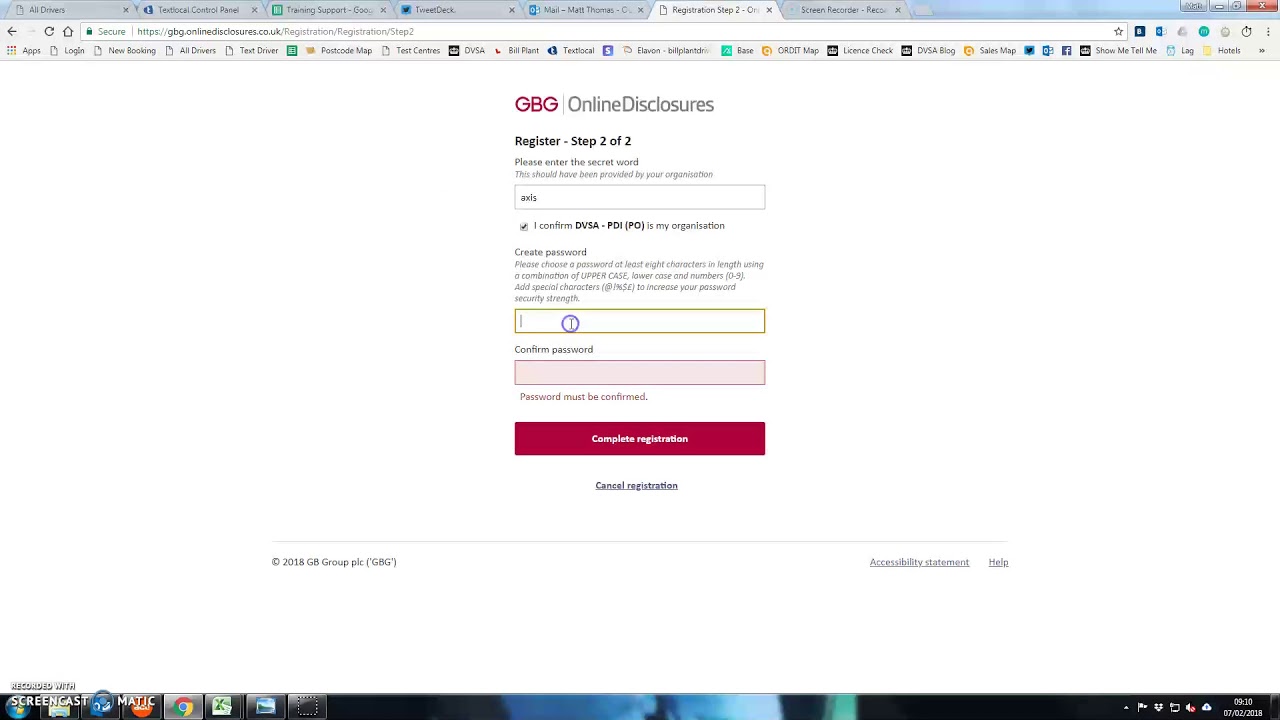 All Drivers
Textlocal.Control Panel
Training Support - Goog
TweetDeck.
Mail – Matt Thomas - O
Registration Step 2 - On
Screen Recorder - Reco
Secure
https://gbg.onlinedisclosures.co.uk/Registration/Registration/Step2
Apps
Login
New Booking
All Drivers
Text Driver
Postcode Map
Test Centres
DVSA
Bill Plant
Textlocal
Elavon - billplantdri
Base
ORDIT Map
Licence Check
DVSA Blog
Sales Map
Show Me Tell Me
Lag
Hotels
GBG | OnlineDisclosures
Register - Step 2 of 2
Please enter the secret word
This should have been provided by your organisation
axis
I confirm DVSA - PDI (PO) is my organisation
Create password
Please choose a password at least eight characters in length using
a combination of UPPER CASE, lower case and numbers (0-9).
Add special characters (@!%$£) to increase your password
security strength.
Confirm password
Password must be confirmed.
Complete registration
Cancel registration
© 2018 GB Group plc ('GBG')
Accessibility statement
Help
RECORDED WITH
SCREENCAST MATIC
09:10
07/02/2018